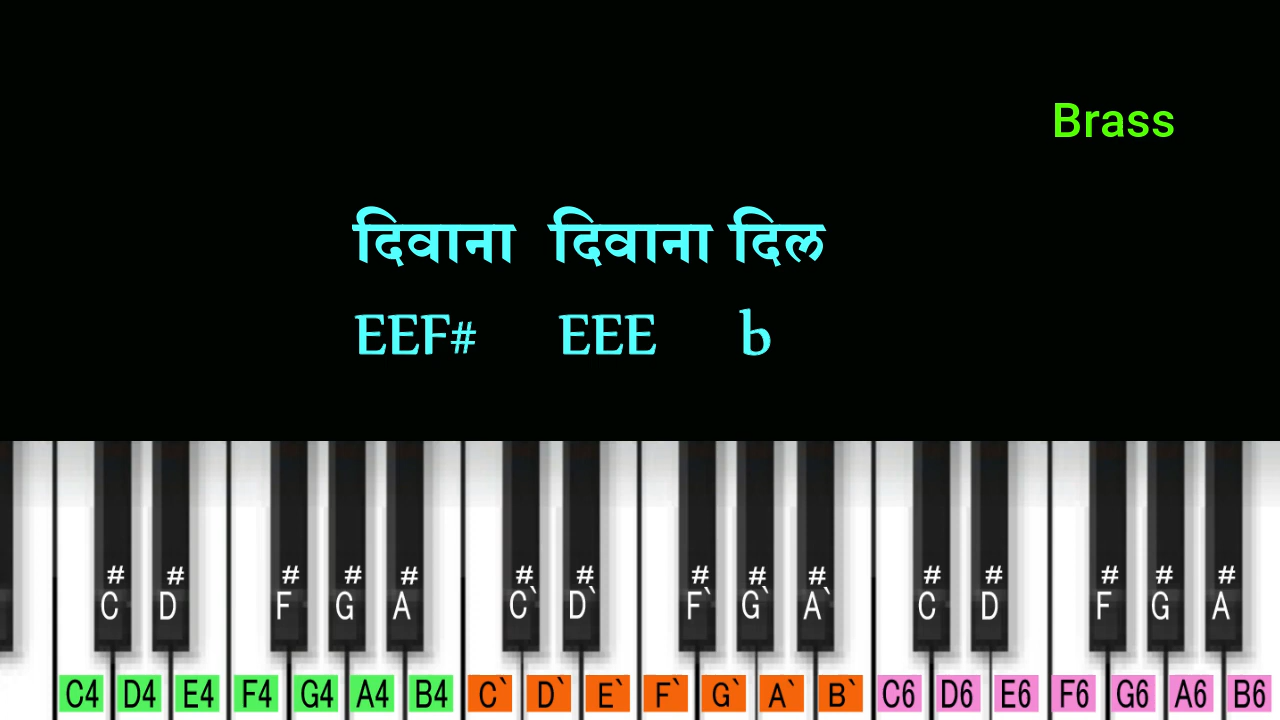 Brass
दिवाना दिवाना दिल
EEF# EEE b
# # # # # # # # # # # # # # #
C D F G A C` D` F` G` A` C D F G A
C4 D4 E4 F4 G4 A4 B4 C` D` E` F` G` A` B` C6 D6 E6 F6 G6 A6 B6